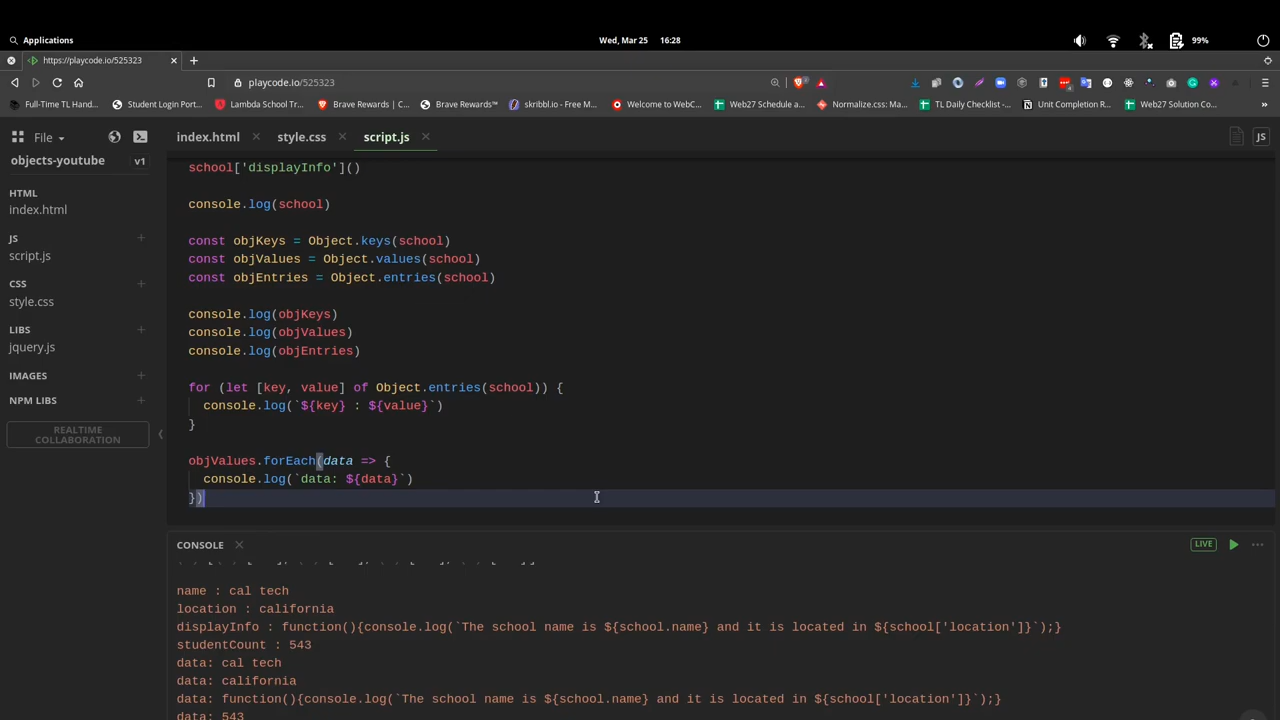 Applications
Wed, Mar 25 16:28
99%
https://playcode.io/525323
playcode.io/525323
Full-Time TL Hand...
Student Login Port...
Lambda School Tr...
Brave Rewards | C...
Brave Rewards™
skribbl.io - Free M...
Welcome to WebC...
Web27 Schedule a...
Normalize.css: Ma...
TL Daily Checklist -...
Unit Completion R...
Web27 Solution Co...
File
index.html
style.css
script.js
JS
objects-youtube
v1
HTML
index.html
JS
script.js
CSS
style.css
LIBS
jquery.js
IMAGES
NPM LIBS
REALTIME
COLLABORATION
school['displayInfo']()
console.log(school)
const objKeys = Object.keys(school)
const objValues = Object.values(school)
const objEntries = Object.entries(school)
console.log(objKeys)
console.log(objValues)
console.log(objEntries)
for (let [key, value] of Object.entries(school)) {
console.log(`${key} : ${value}`)
}
objValues.forEach(data => {
console.log(`data: ${data}`)
})
CONSOLE
LIVE
name : cal tech
location : california
displayInfo : function(){console.log(`The school name is ${school.name} and it is located in ${school['location']}`);}
studentCount : 543
data: cal tech
data: california
data: function(){console.log(`The school name is ${school.name} and it is located in ${school['location']}`);}
data: 543